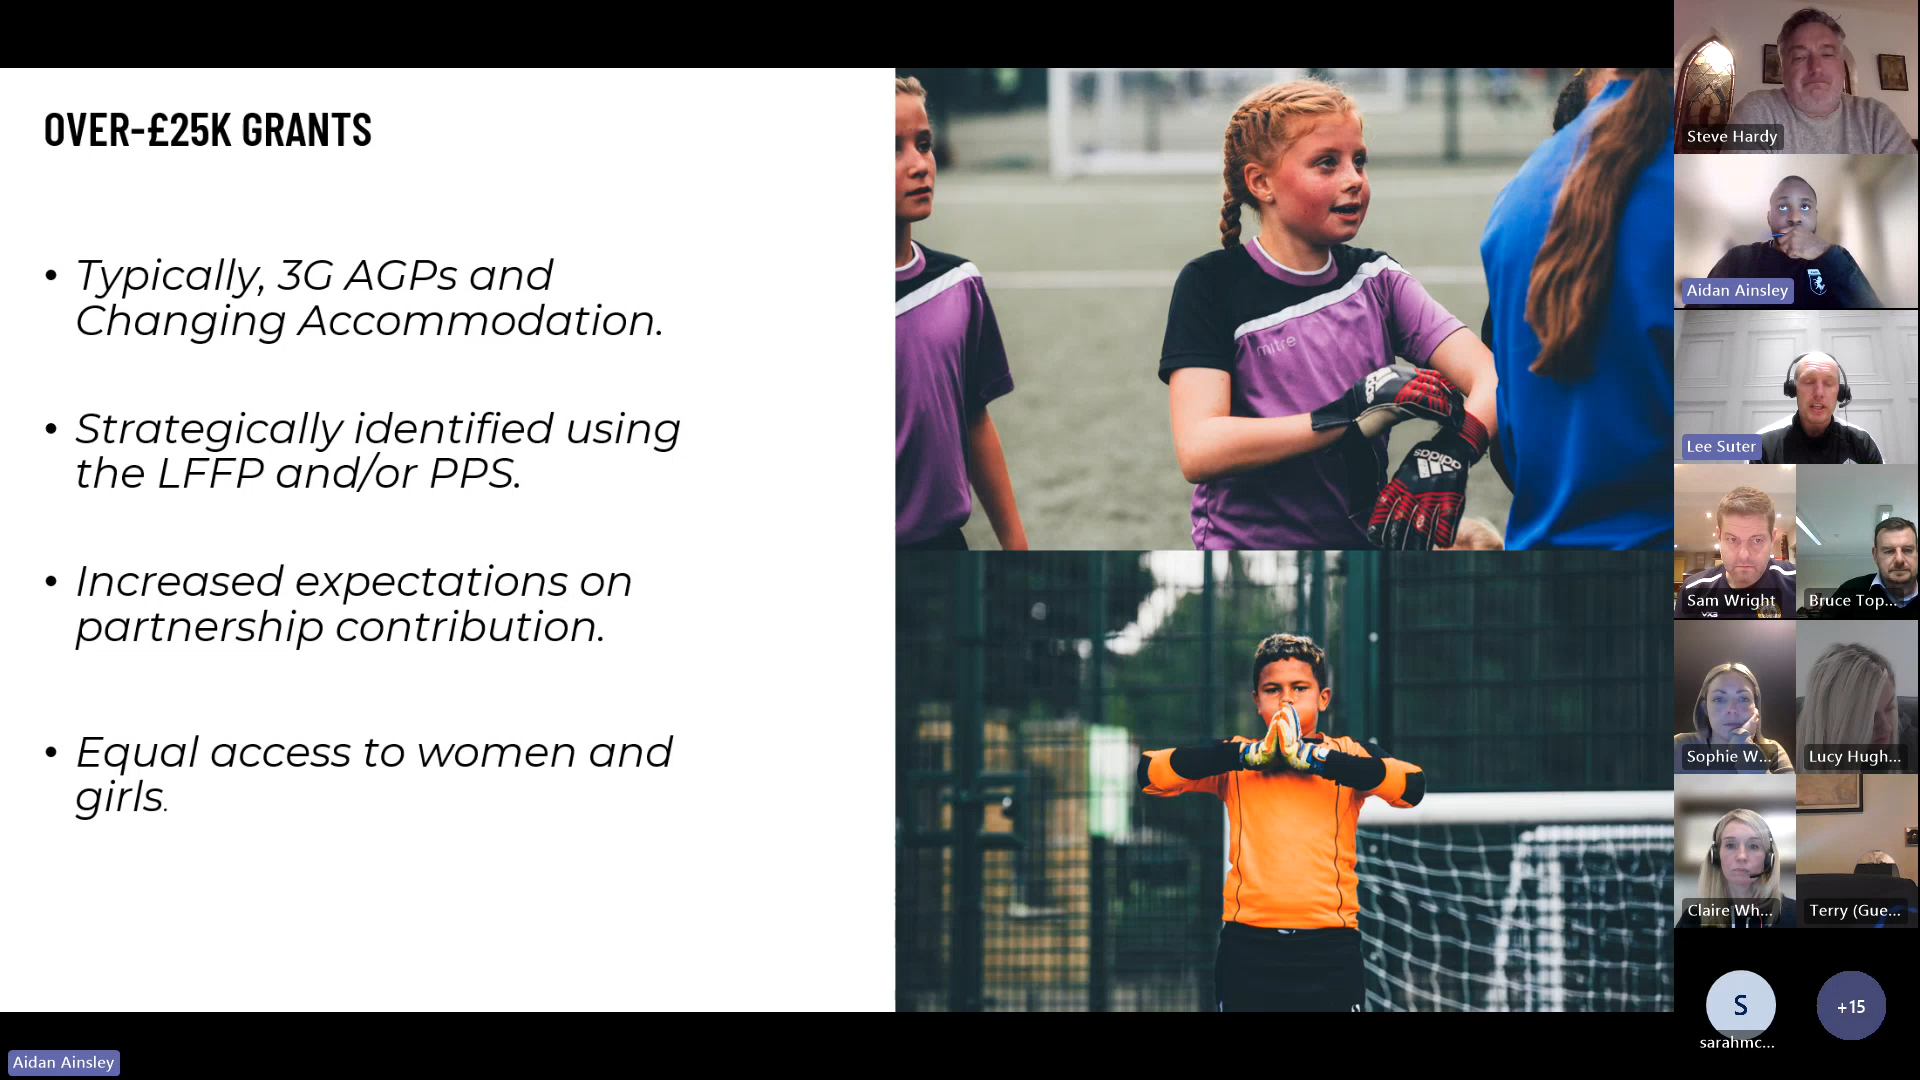 OVER-£25K GRANTS
• Typically, 3G AGPs and
Changing Accommodation.
• Strategically identified using
the LFFP and/or PPS.
• Increased expectations on
partnership contribution.
• Equal access to women and
girls.
mitre
adidas
Steve Hardy
Aidan Ainsley
Lee Suter
Sam Wright
Bruce Top...
Sophie W...
Lucy Hugh...
Claire Wh...
Terry (Gue...
S
sarahmc...
+15
Aidan Ainsley